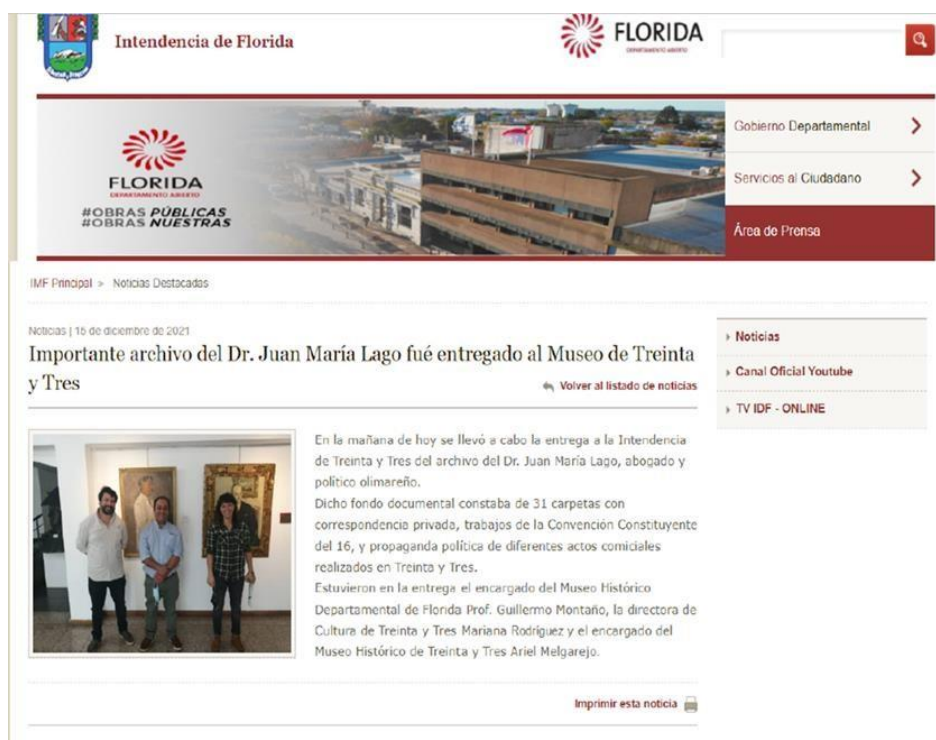 Intendencia de Florida
FLORIDA
DEPARTAMENTO ABIERTO
Gobierno Departamental
FLORIDA
DEPARTAMENTO ABIERTO
#OBRAS PÚBLICAS
#OBRAS NUESTRAS
Servicios al Ciudadano
Área de Prensa
IMF Principal > Noticias Destacadas
Noticias | 15 de diciembre de 2021
Importante archivo del Dr. Juan María Lago fué entregado al Museo de Treinta
y Tres
Volver al listado de noticias
Noticias
Canal Oficial Youtube
TV IDF - ONLINE
En la mañana de hoy se llevó a cabo la entrega a la Intendencia
de Treinta y Tres del archivo del Dr. Juan María Lago, abogado y
político olimareño.
Dicho fondo documental constaba de 31 carpetas con
correspondencia privada, trabajos de la Convención Constituyente
del 16, y propaganda política de diferentes actos comiciales
realizados en Treinta y Tres.
Estuvieron en la entrega el encargado del Museo Histórico
Departamental de Florida Prof. Guillermo Montaño, la directora de
Cultura de Treinta y Tres Mariana Rodríguez y el encargado del
Museo Histórico de Treinta y Tres Ariel Melgarejo.
Imprimir esta noticia